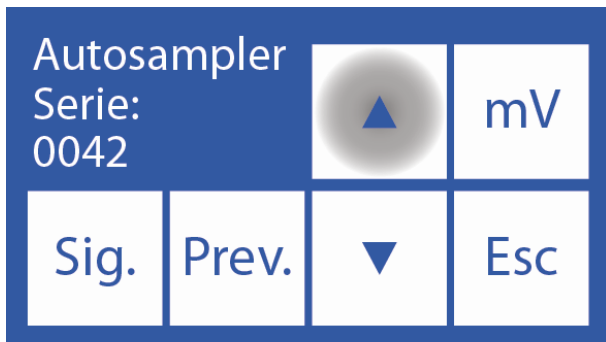 Autosampler
Serie:
0042
▲
mV
Sig.
Prev.
▼
Esc